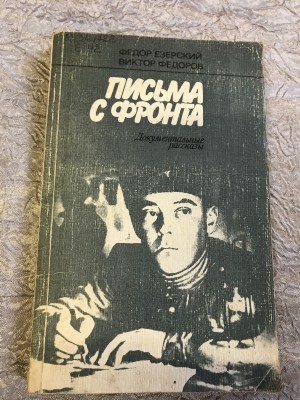 ФЕДОР ЕЗЕРСКИЙ
ВИКТОР ФЕДОРОВ
ПИСЬМА
С ФРОНТА
Документальные
рассказы